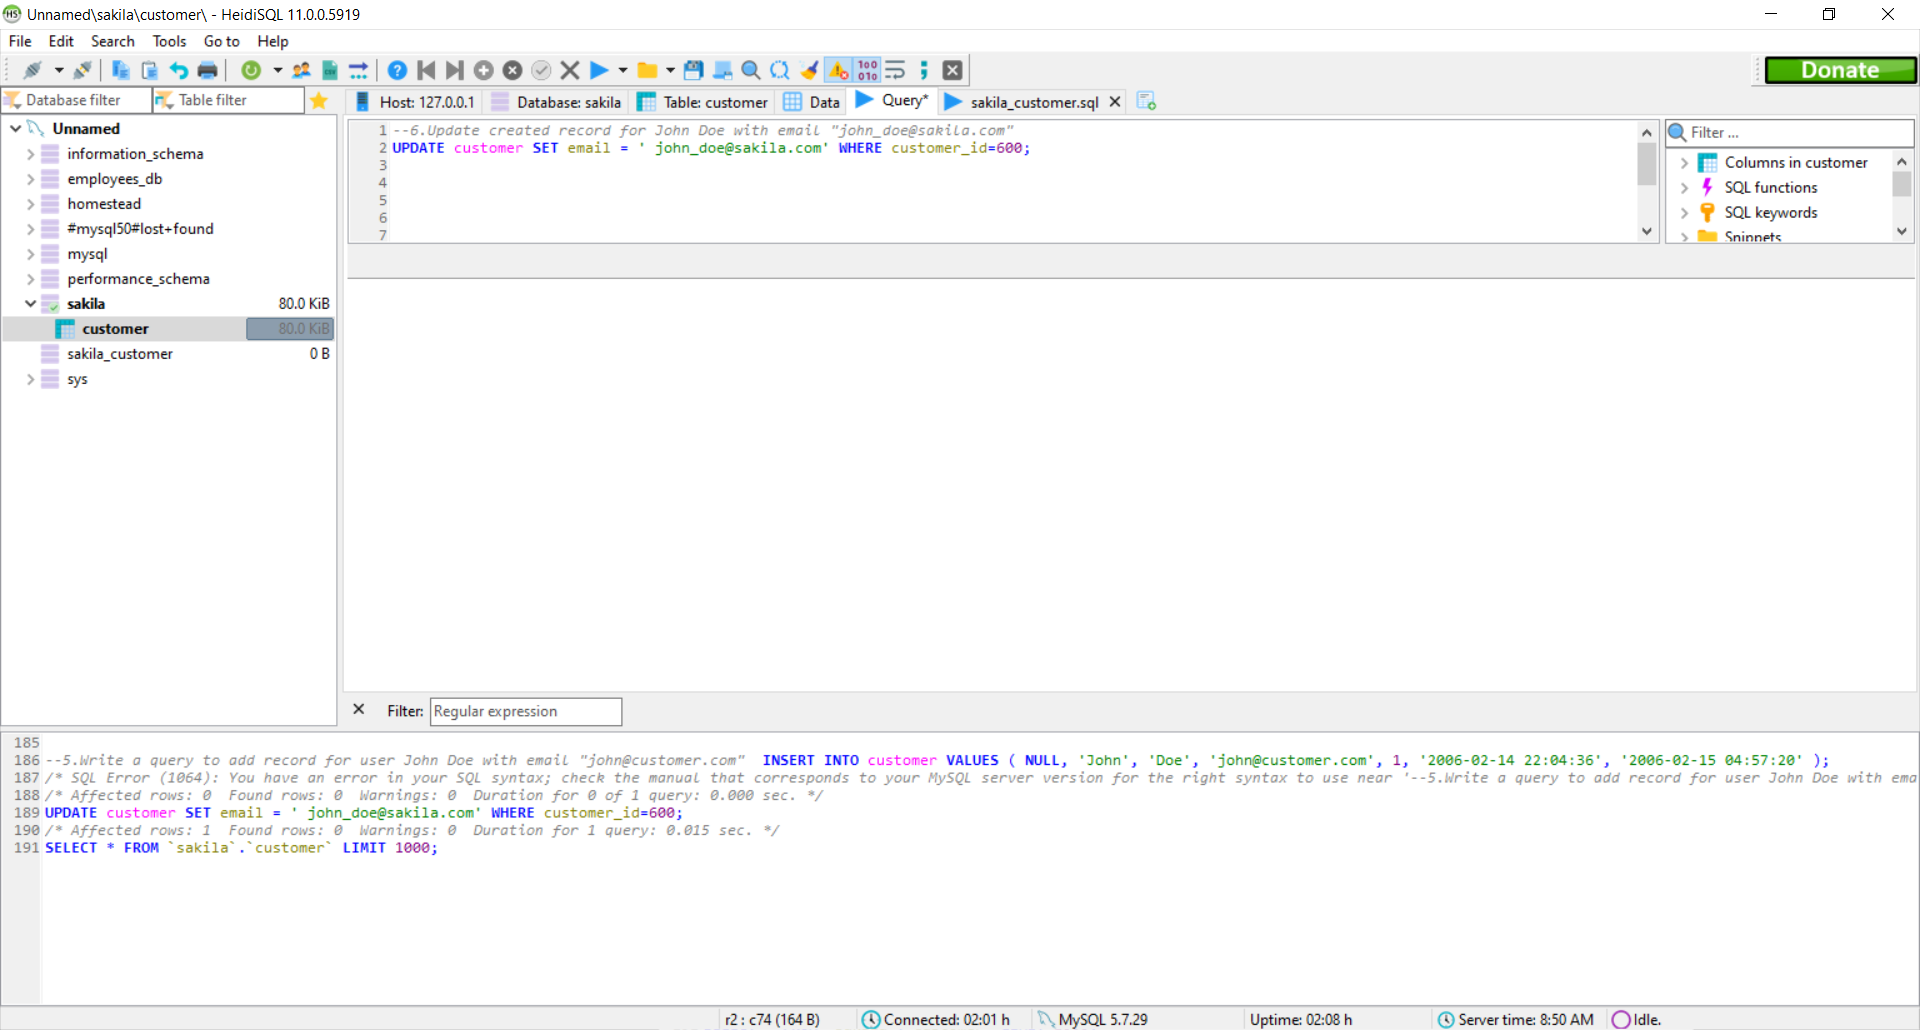 Unnamed\sakila\customer\ - HeidiSQL 11.0.0.5919
File Edit Search Tools Go to Help
Donate
Database filter Table filter
Host: 127.0.0.1 Database: sakila Table: customer Data Query* sakila_customer.sql
Unnamed
information_schema
employees_db
homestead
#mysql50#lost+found
mysql
performance_schema
sakila 80.0 KiB
customer 80.0 KiB
sakila_customer 0 B
sys
1 --6.Update created record for John Doe with email "john_doe@sakila.com"
2 UPDATE customer SET email = ' john_doe@sakila.com' WHERE customer_id=600;
3
4
5
6
7
Filter ...
Columns in customer
SQL functions
SQL keywords
Snippets
Filter: Regular expression
185
186 --5.Write a query to add record for user John Doe with email "john@customer.com"  INSERT INTO customer VALUES ( NULL, 'John', 'Doe', 'john@customer.com', 1, '2006-02-14 22:04:36', '2006-02-15 04:57:20' );
187 /* SQL Error (1064): You have an error in your SQL syntax; check the manual that corresponds to your MySQL server version for the right syntax to use near '--5.Write a query to add record for user John Doe with ema
188 /* Affected rows: 0  Found rows: 0  Warnings: 0  Duration for 0 of 1 query: 0.000 sec. */
189 UPDATE customer SET email = ' john_doe@sakila.com' WHERE customer_id=600;
190 /* Affected rows: 1  Found rows: 0  Warnings: 0  Duration for 1 query: 0.015 sec. */
191 SELECT * FROM `sakila`.`customer` LIMIT 1000;
r2 : c74 (164 B) Connected: 02:01 h MySQL 5.7.29 Uptime: 02:08 h Server time: 8:50 AM Idle.